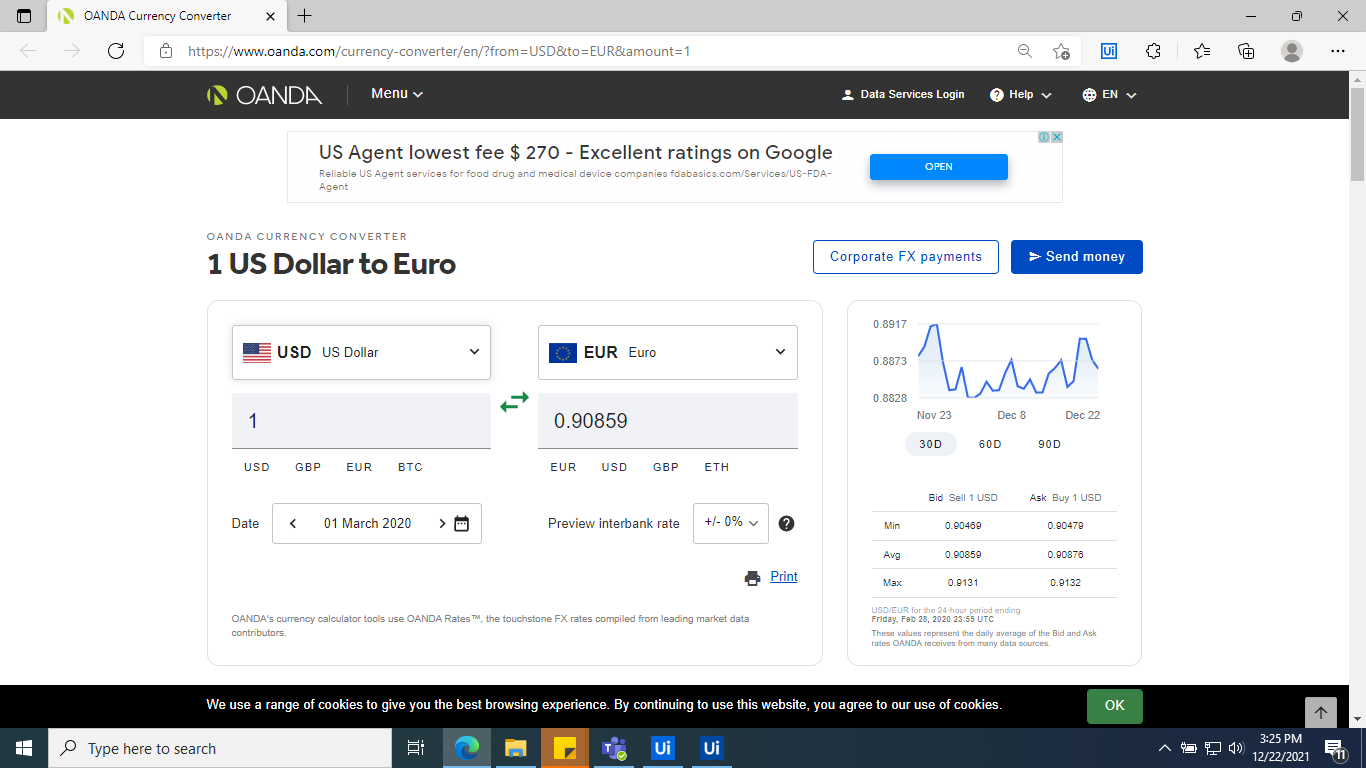 OANDA Currency Converter
https://www.oanda.com/currency-converter/en/?from=USD&to=EUR&amount=1
Ui
OANDA
Menu
Data Services Login
? Help
EN
US Agent lowest fee $ 270 - Excellent ratings on Google
Reliable US Agent services for food drug and medical device companies fdabasics.com/Services/US-FDA-
Agent
OPEN
OANDA CURRENCY CONVERTER
1 US Dollar to Euro
Corporate FX payments
Send money
USD US Dollar
EUR Euro
1
0.90859
USD GBP EUR BTC
EUR USD GBP ETH
Date
01 March 2020
Preview interbank rate
+/- 0%
?
Print
OANDA's currency calculator tools use OANDA Rates™, the touchstone FX rates compiled from leading market data
contributors.
0.8917
0.8873
0.8828
Nov 23 Dec 8 Dec 22
30D 60D 90D
Bid Sell 1 USD Ask Buy 1 USD
Min 0.90469 0.90479
Avg 0.90859 0.90876
Max 0.9131 0.9132
USD/EUR for the 24-hour period ending
Friday, Feb 28, 2020 23:59 UTC
These values represent the daily average of the Bid and Ask
rates OANDA receives from many data sources.
We use a range of cookies to give you the best browsing experience. By continuing to use this website, you agree to our use of cookies.
OK
Type here to search
Ui
Ui
3:25 PM
12/22/2021
11